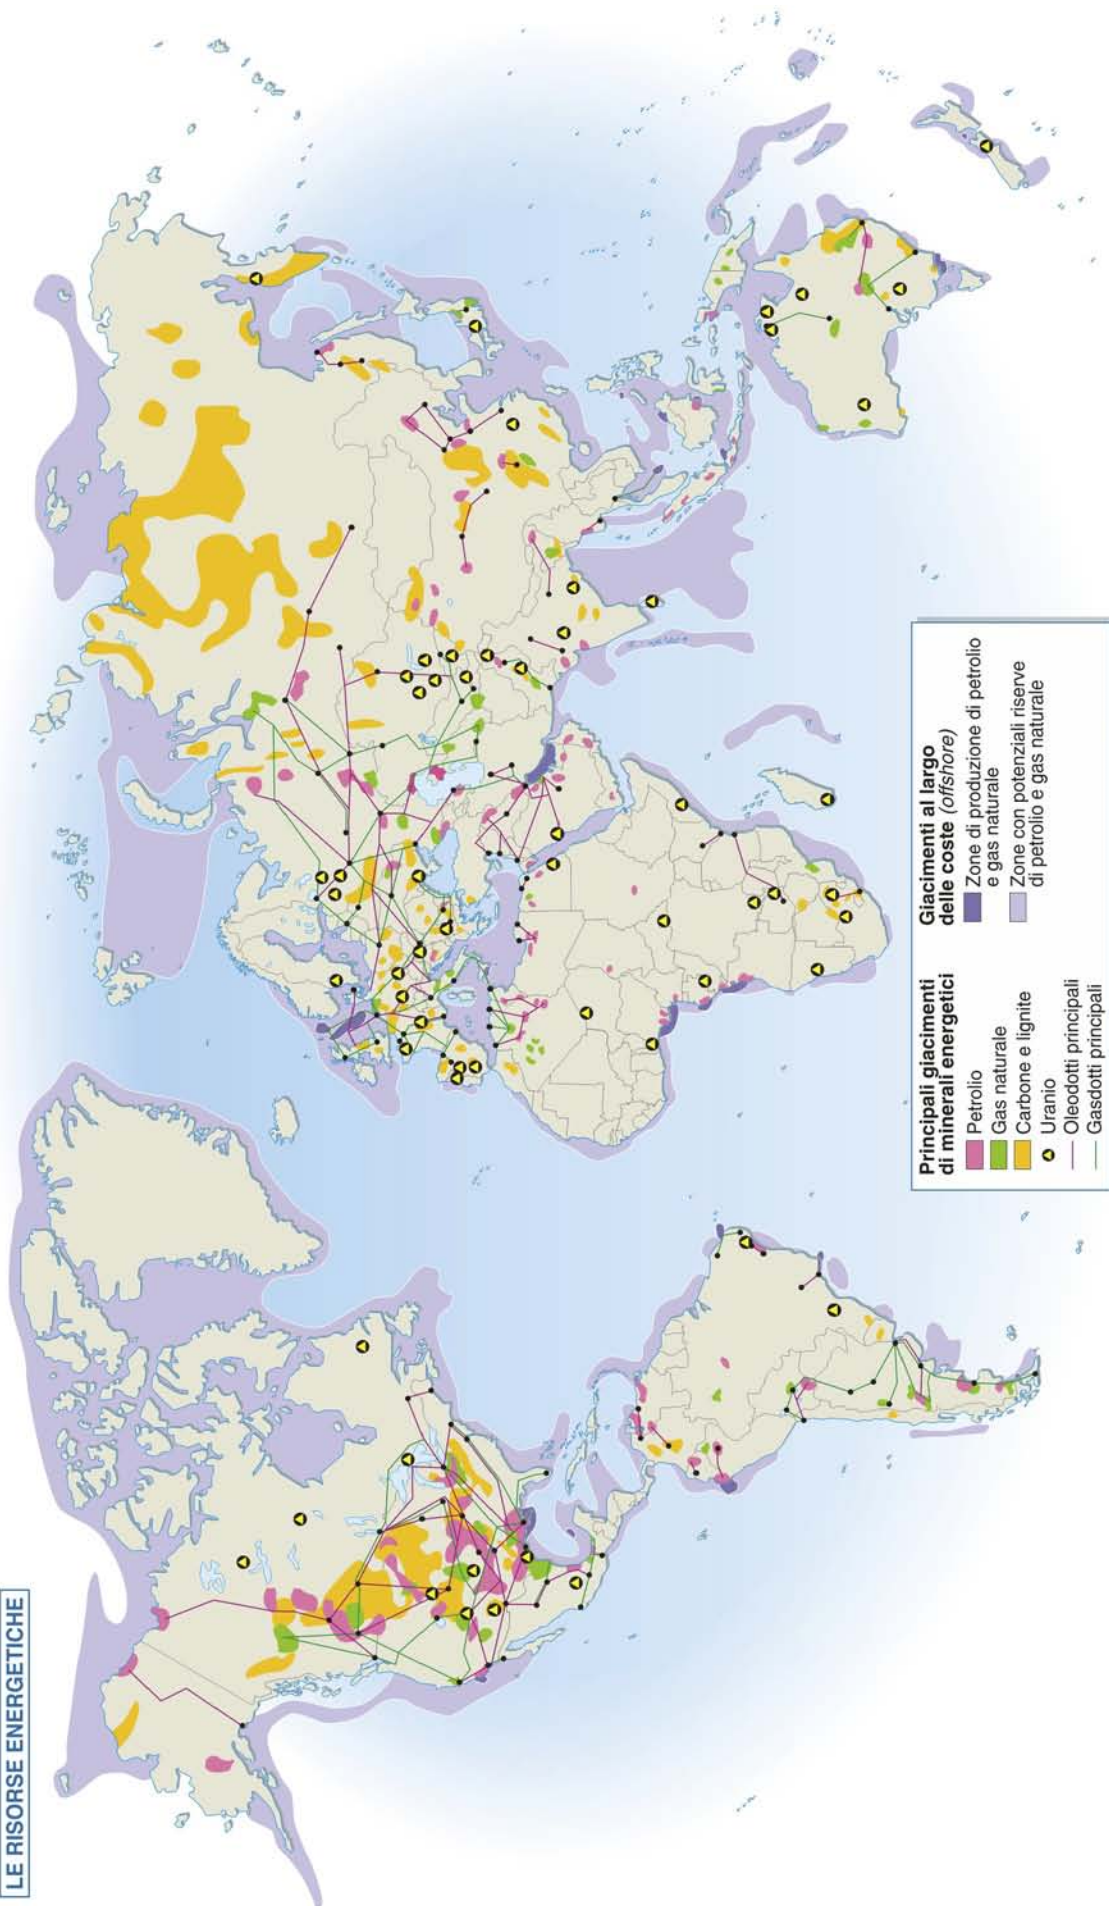 LE RISORSE ENERGETICHE
Principali giacimenti
di minerali energetici
Petrolio
Gas naturale
Carbone e lignite
Uranio
Oleodotti principali
Gasdotti principali
Giacimenti al largo
delle coste (offshore)
Zone di produzione di petrolio
e gas naturale
Zone con potenziali riserve
di petrolio e gas naturale